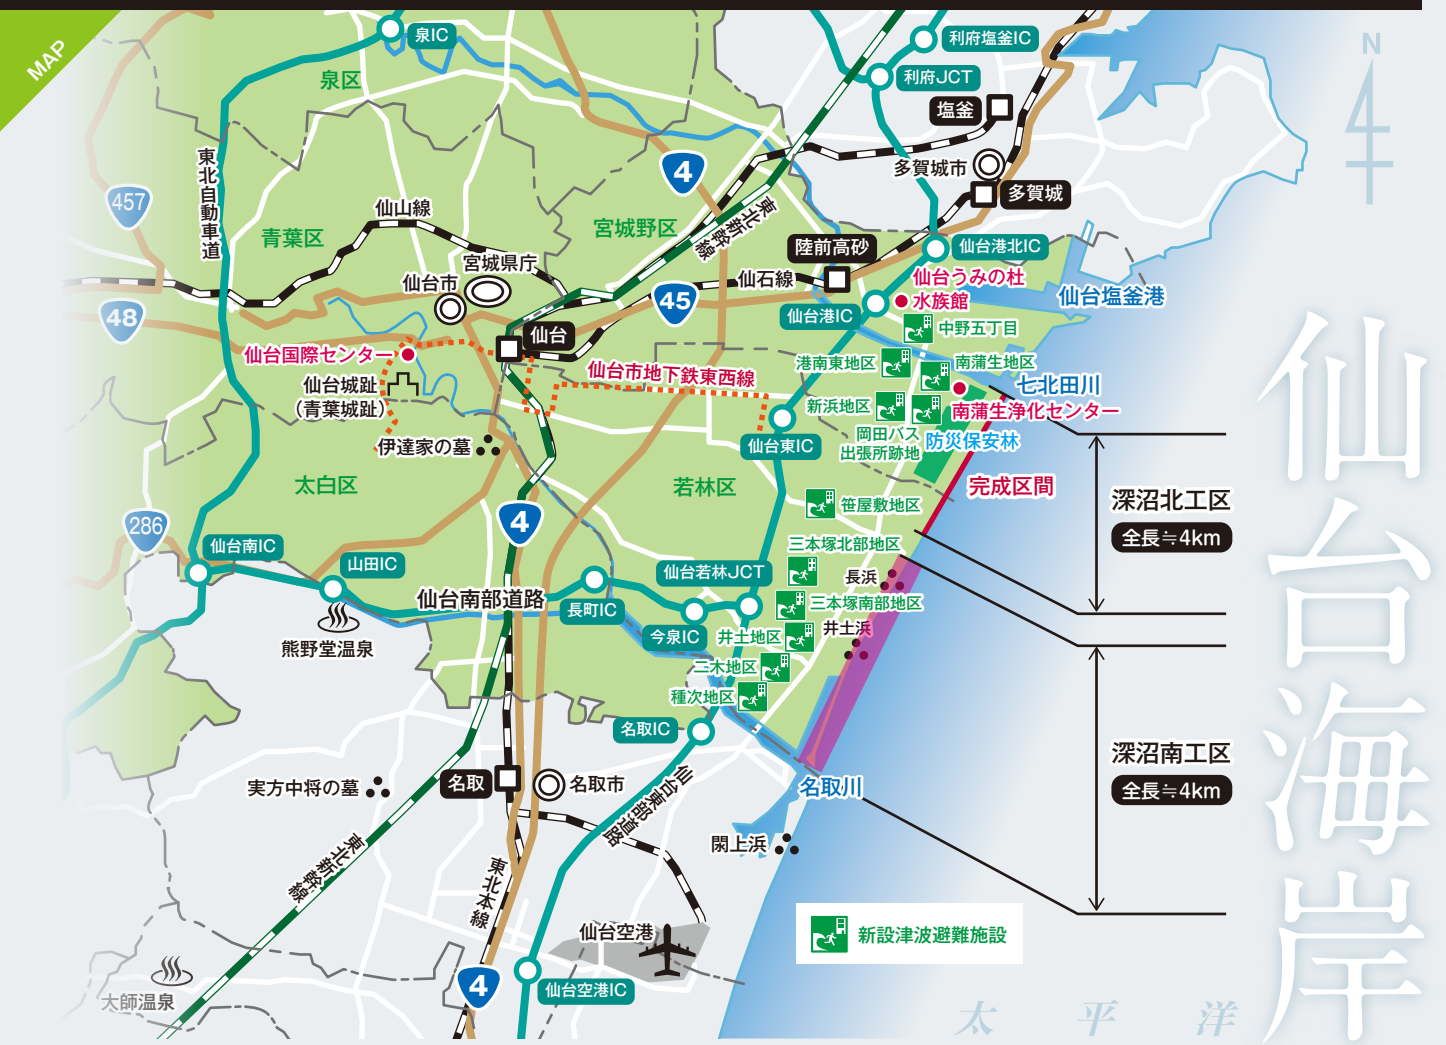 MAP
泉IC
利府塩釜IC
N
泉区
利府JCT
塩釜
東北自動車道
4
多賀城市
多賀城
457
仙山線
青葉区
宮城野区
東北新幹線
陸前高砂
仙台港北IC
宮城県庁
仙台市
仙石線
仙台うみの杜
水族館
仙台塩釜港
48
45
仙台港IC
中野五丁目
仙台
仙台国際センター
港南東地区
南蒲生地区
仙台城趾
(青葉城趾)
仙台市地下鉄東西線
七北田川
新浜地区
南蒲生浄化センター
伊達家の墓
仙台東IC
岡田バス
出張所跡地
防災保安林
太白区
若林区
完成区間
深沼北工区
全長≒4km
笹屋敷地区
4
286
仙台南IC
山田IC
三本塚北部地区
仙台若林JCT
長浜
仙台南部道路
長町IC
三本塚南部地区
今泉IC
井土地区
井土浜
熊野堂温泉
二木地区
種次地区
名取IC
深沼南工区
全長≒4km
実方中将の墓
名取
名取市
名取川
仙台東部道路
東北新幹線
閖上浜
東北本線
仙台空港
新設津波避難施設
4
仙台空港IC
大師温泉
太平洋
仙台海岸